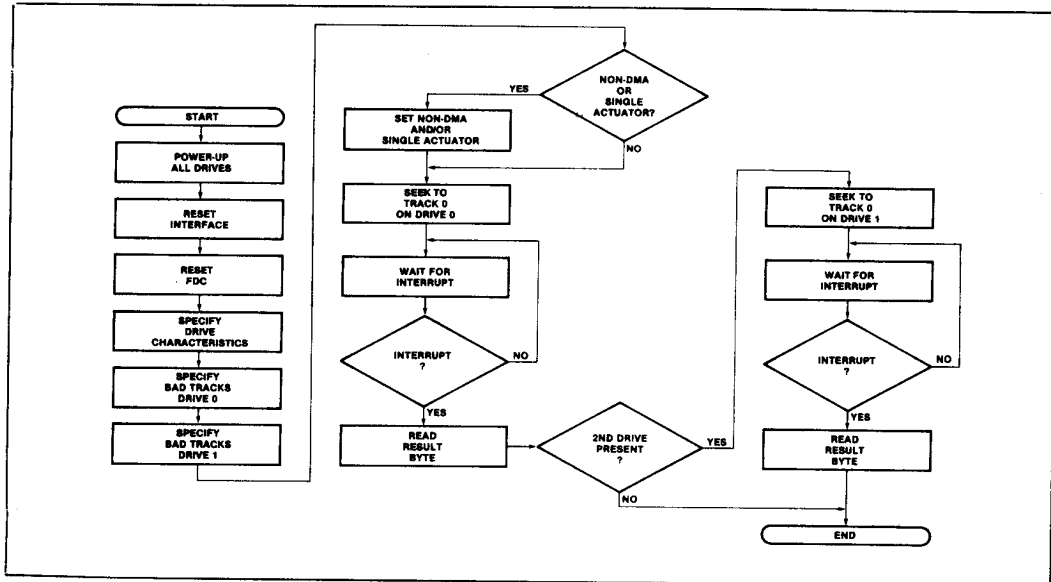 START
POWER-UP
ALL DRIVES
RESET
INTERFACE
RESET
FDC
SPECIFY
DRIVE
CHARACTERISTICS
SPECIFY
BAD TRACKS
DRIVE 0
SPECIFY
BAD TRACKS
DRIVE 1
NON-DMA
OR
SINGLE
ACTUATOR?
YES
NO
SET NON-DMA
AND/OR
SINGLE ACTUATOR
SEEK TO
TRACK 0
ON DRIVE 0
WAIT FOR
INTERRUPT
INTERRUPT
?
NO
YES
READ
RESULT
BYTE
2ND DRIVE
PRESENT
?
YES
NO
SEEK TO
TRACK 0
ON DRIVE 1
WAIT FOR
INTERRUPT
INTERRUPT
?
NO
YES
READ
RESULT
BYTE
END